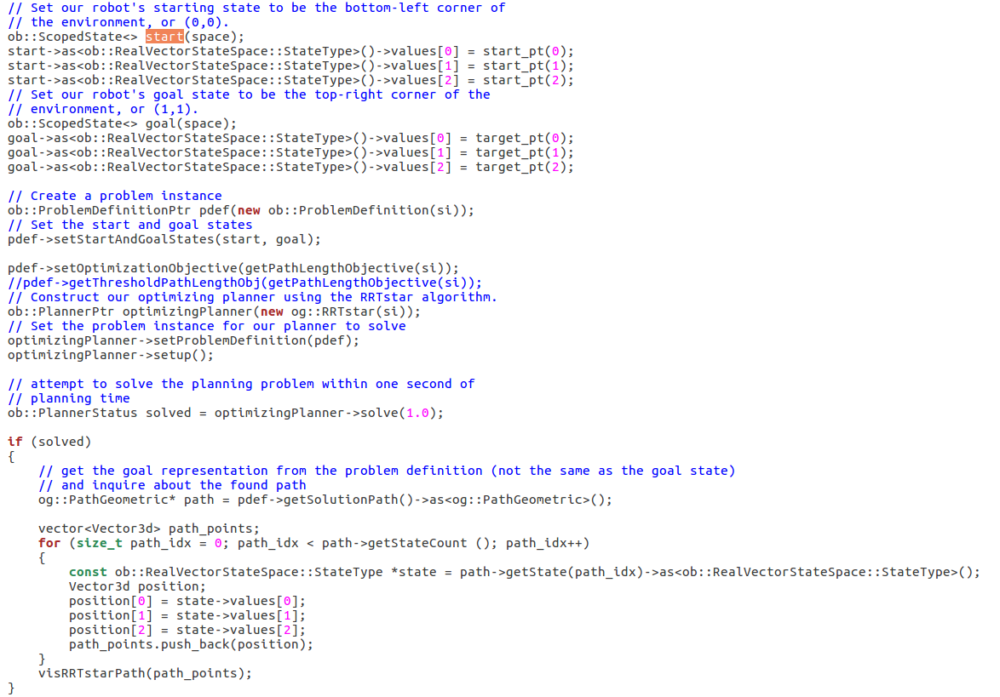 // Set our robot's starting state to be the bottom-left corner of
// the environment, or (0,0).
ob::ScopedState<> start(space);
start->as<ob::RealVectorStateSpace::StateType>()->values[0] = start_pt(0);
start->as<ob::RealVectorStateSpace::StateType>()->values[1] = start_pt(1);
start->as<ob::RealVectorStateSpace::StateType>()->values[2] = start_pt(2);
// Set our robot's goal state to be the top-right corner of the
// environment, or (1,1).
ob::ScopedState<> goal(space);
goal->as<ob::RealVectorStateSpace::StateType>()->values[0] = target_pt(0);
goal->as<ob::RealVectorStateSpace::StateType>()->values[1] = target_pt(1);
goal->as<ob::RealVectorStateSpace::StateType>()->values[2] = target_pt(2);

// Create a problem instance
ob::ProblemDefinitionPtr pdef(new ob::ProblemDefinition(si));
// Set the start and goal states
pdef->setStartAndGoalStates(start, goal);

pdef->setOptimizationObjective(getPathLengthObjective(si));
//pdef->getThresholdPathLengthObj(getPathLengthObjective(si));
// Construct our optimizing planner using the RRTstar algorithm.
ob::PlannerPtr optimizingPlanner(new og::RRTstar(si));
// Set the problem instance for our planner to solve
optimizingPlanner->setProblemDefinition(pdef);
optimizingPlanner->setup();

// attempt to solve the planning problem within one second of
// planning time
ob::PlannerStatus solved = optimizingPlanner->solve(1.0);

if (solved)
{
    // get the goal representation from the problem definition (not the same as the goal state)
    // and inquire about the found path
    og::PathGeometric* path = pdef->getSolutionPath()->as<og::PathGeometric>();

    vector<Vector3d> path_points;
    for (size_t path_idx = 0; path_idx < path->getStateCount (); path_idx++)
    {
        const ob::RealVectorStateSpace::StateType *state = path->getState(path_idx)->as<ob::RealVectorStateSpace::StateType>();
        Vector3d position;
        position[0] = state->values[0];
        position[1] = state->values[1];
        position[2] = state->values[2];
        path_points.push_back(position);
    }
    visRRTstarPath(path_points);
}